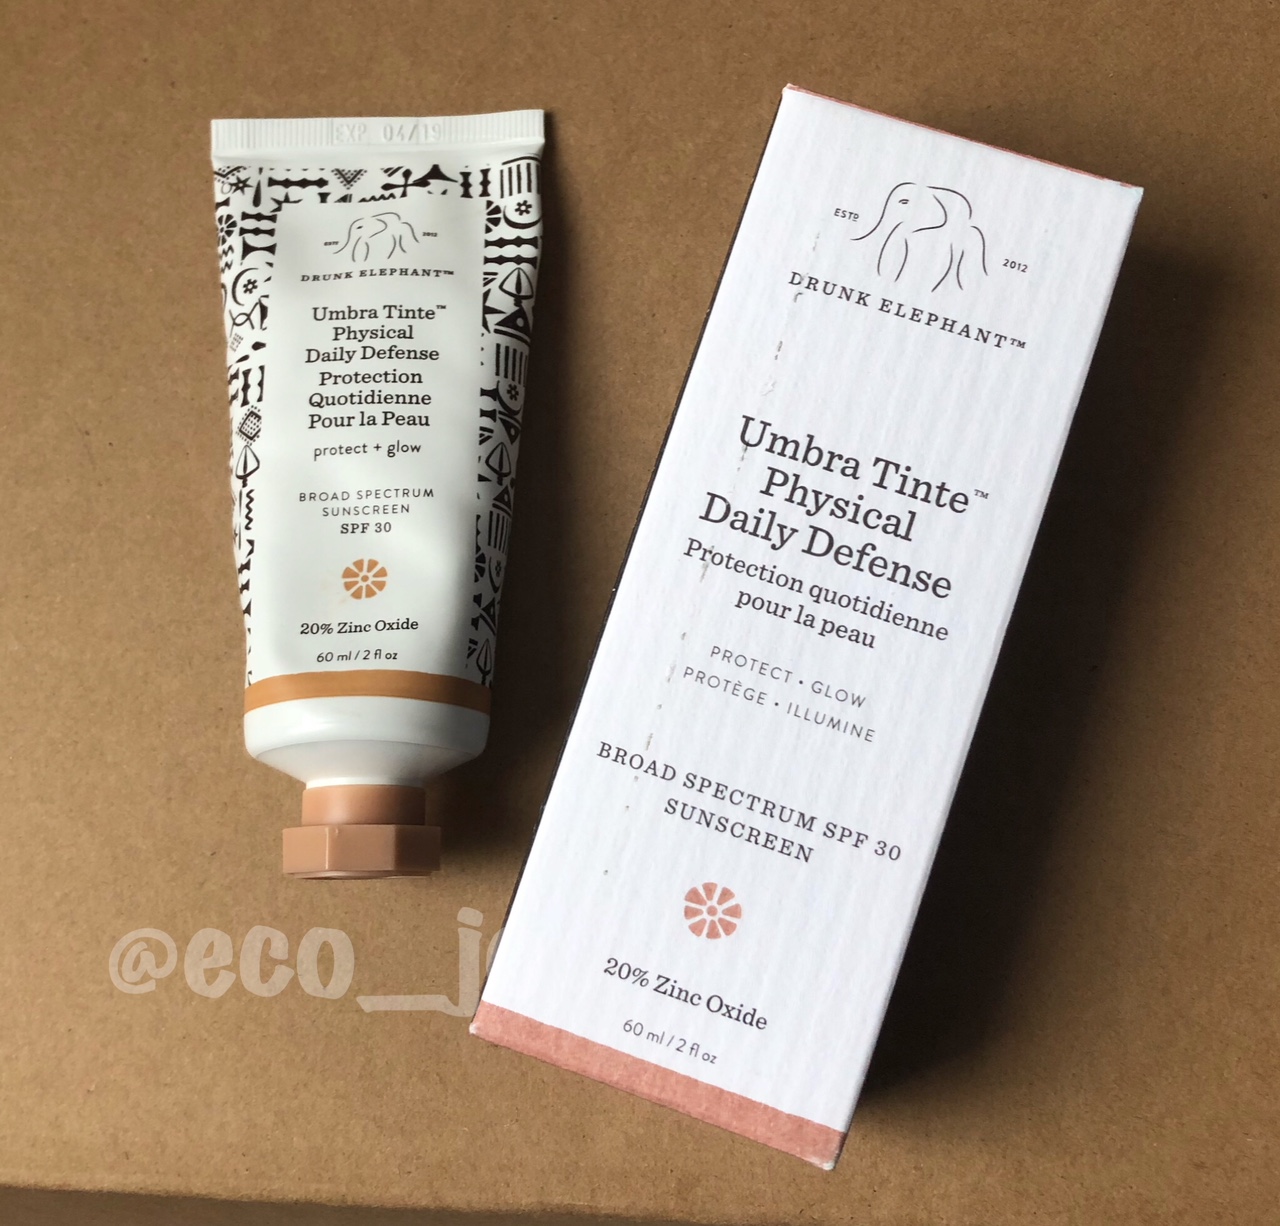 EXP 04/19
ESTD 2012
DRUNK ELEPHANT™
Umbra Tinte™
Physical
Daily Defense
Protection
Quotidienne
Pour la Peau
protect + glow
BROAD SPECTRUM
SUNSCREEN
SPF 30
20% Zinc Oxide
60 ml / 2 fl oz
ESTD 2012
DRUNK ELEPHANT™
Umbra Tinte™
Physical
Daily Defense
Protection quotidienne
pour la peau
PROTECT • GLOW
PROTÈGE • ILLUMINE
BROAD SPECTRUM SPF 30
SUNSCREEN
20% Zinc Oxide
60 ml / 2 fl oz
@eco__j